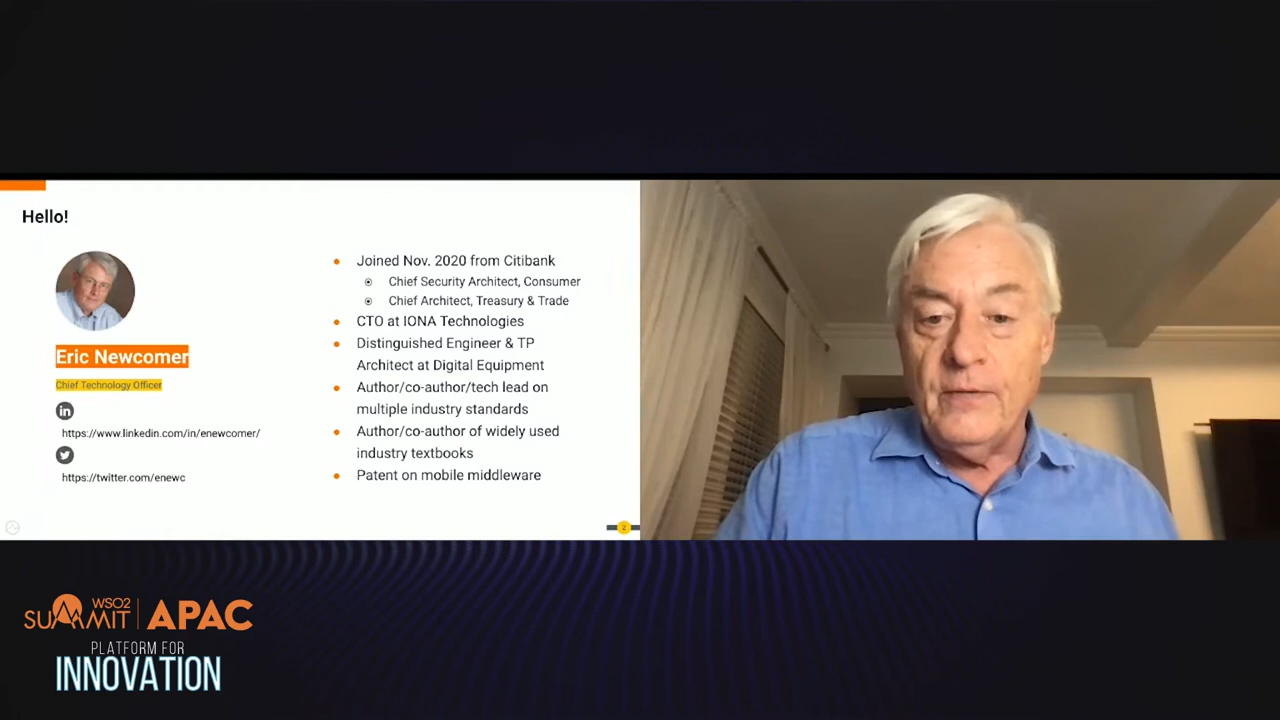 Hello!
Eric Newcomer
Chief Technology Officer
in
https://www.linkedin.com/in/enewcomer/
https://twitter.com/enewc
Joined Nov. 2020 from Citibank
Chief Security Architect, Consumer
Chief Architect, Treasury & Trade
CTO at IONA Technologies
Distinguished Engineer & TP
Architect at Digital Equipment
Author/co-author/tech lead on
multiple industry standards
Author/co-author of widely used
industry textbooks
Patent on mobile middleware
2
WSO2
SUMMIT APAC
PLATFORM FOR
INNOVATION